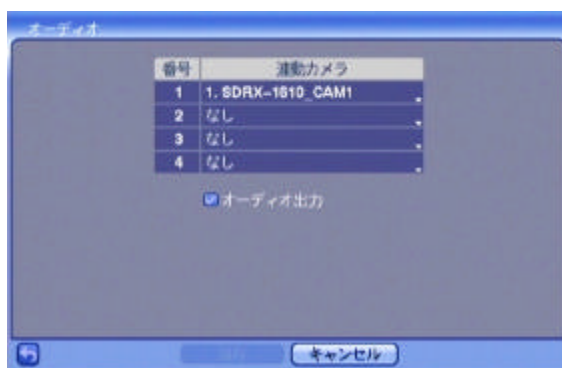 オーディオ
番号 連動カメラ
1 1. SDRX-1610_CAM1
2 なし
3 なし
4 なし
オーディオ出力
キャンセル